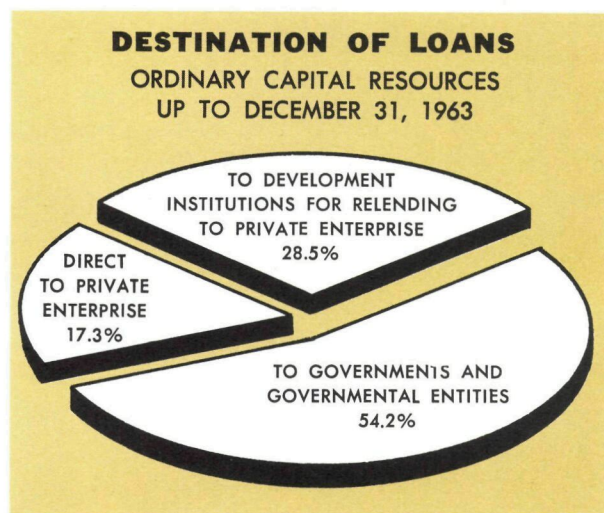 DESTINATION OF LOANS
ORDINARY CAPITAL RESOURCES
UP TO DECEMBER 31, 1963
TO DEVELOPMENT
INSTITUTIONS FOR RELENDING
TO PRIVATE ENTERPRISE
28.5%
DIRECT
TO PRIVATE
ENTERPRISE
17.3%
TO GOVERNMENTS AND
GOVERNMENTAL ENTITIES
54.2%